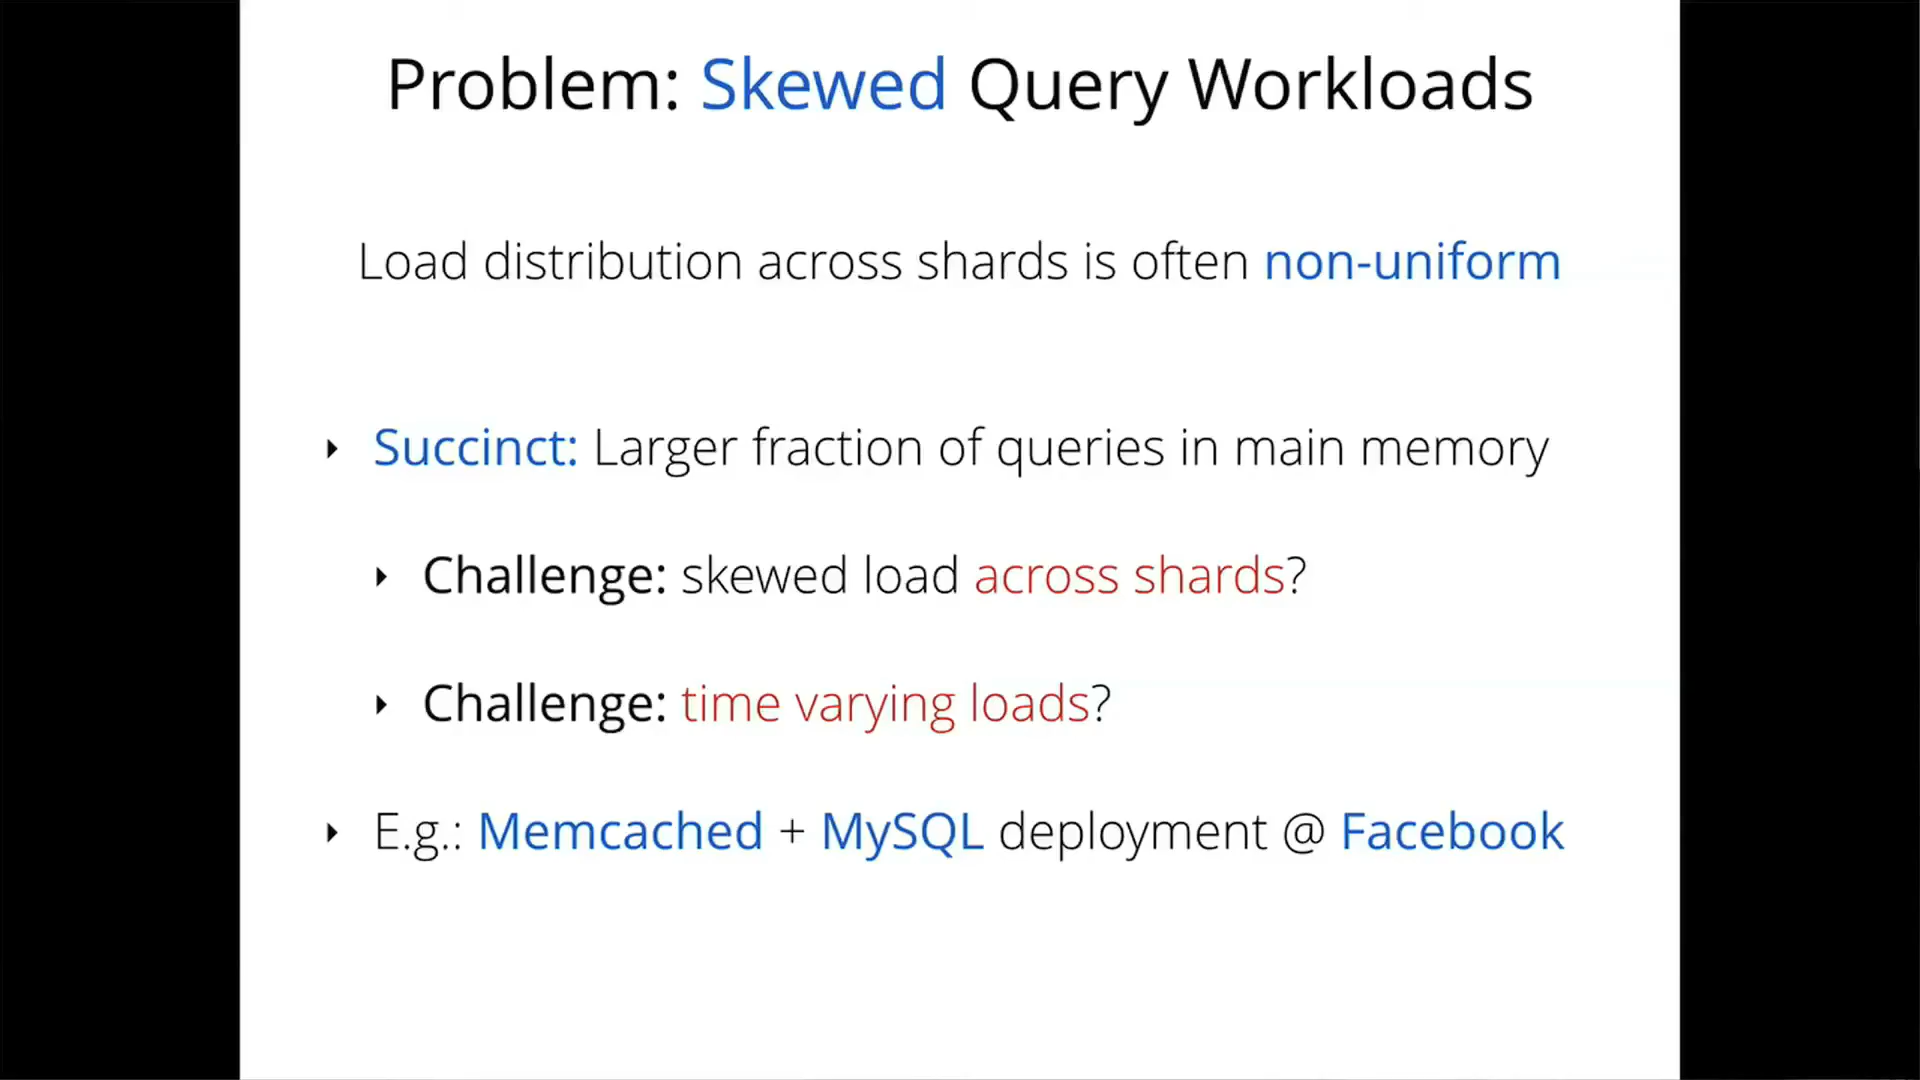 Problem: Skewed Query Workloads
Load distribution across shards is often non-uniform
‣ Succinct: Larger fraction of queries in main memory
‣ Challenge: skewed load across shards?
‣ Challenge: time varying loads?
‣ E.g.: Memcached + MySQL deployment @ Facebook